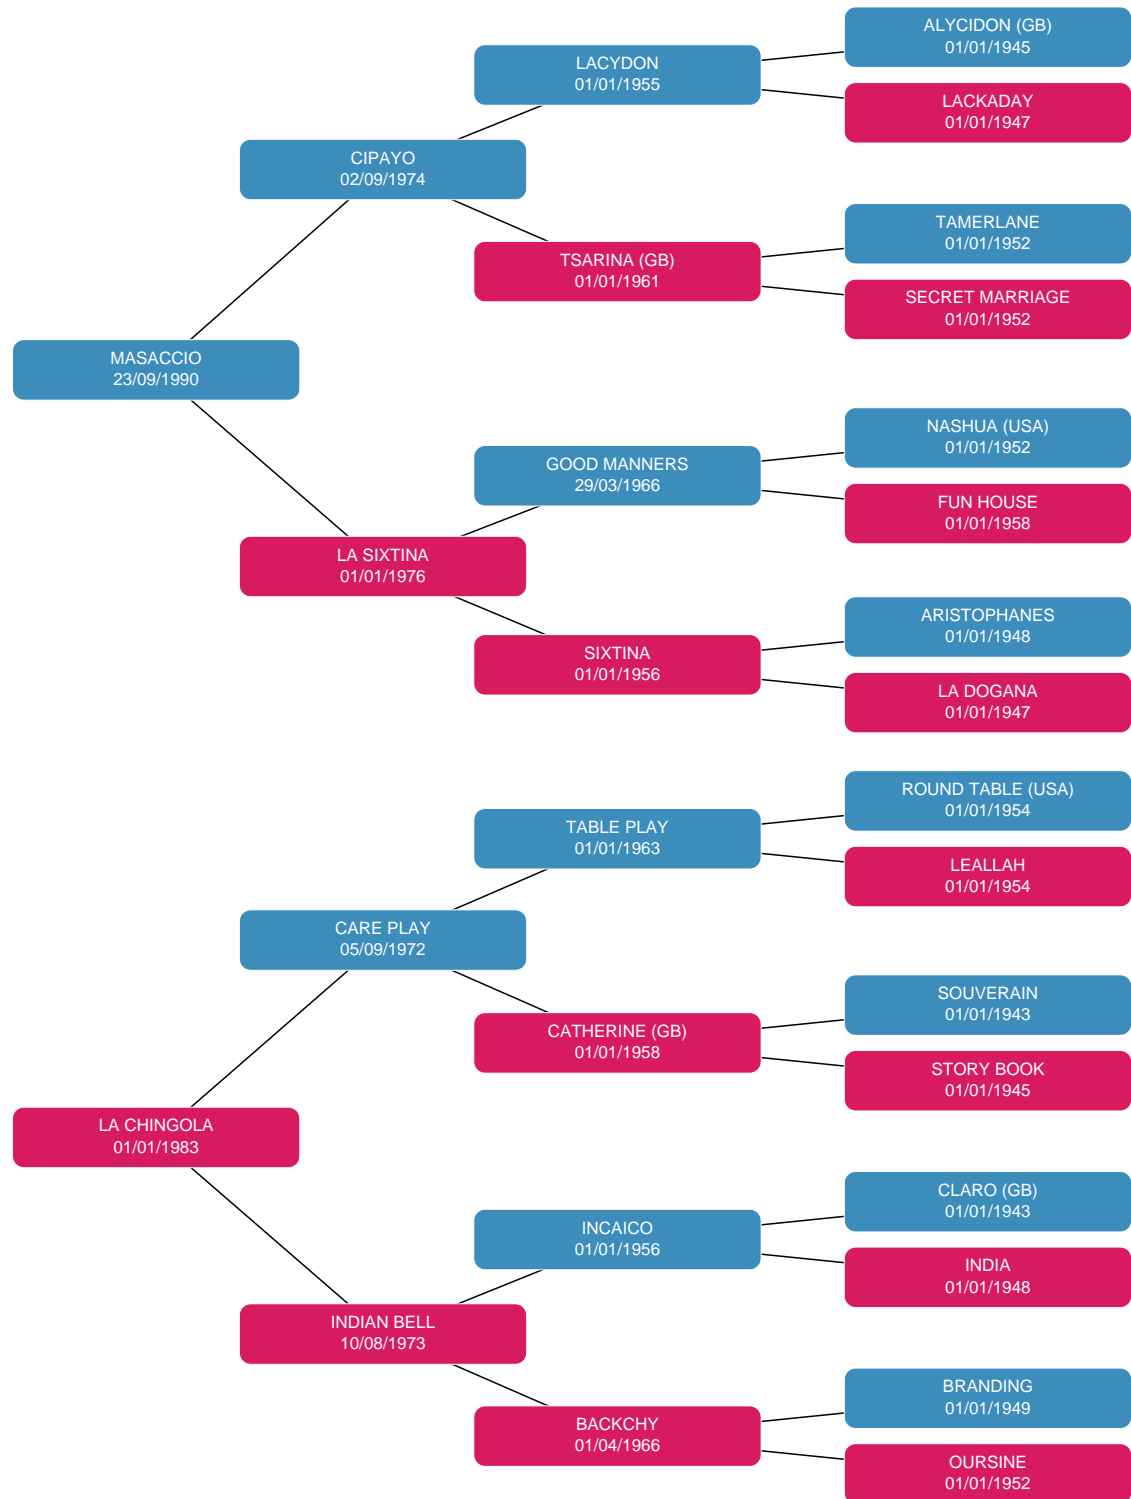 ALYCIDON (GB)
01/01/1945
LACYDON
01/01/1955
LACKADAY
01/01/1947
CIPAYO
02/09/1974
TAMERLANE
01/01/1952
TSARINA (GB)
01/01/1961
SECRET MARRIAGE
01/01/1952
MASACCIO
23/09/1990
NASHUA (USA)
01/01/1952
GOOD MANNERS
29/03/1966
FUN HOUSE
01/01/1958
LA SIXTINA
01/01/1976
ARISTOPHANES
01/01/1948
SIXTINA
01/01/1956
LA DOGANA
01/01/1947
ROUND TABLE (USA)
01/01/1954
TABLE PLAY
01/01/1963
LEALLAH
01/01/1954
CARE PLAY
05/09/1972
SOUVERAIN
01/01/1943
CATHERINE (GB)
01/01/1958
STORY BOOK
01/01/1945
LA CHINGOLA
01/01/1983
CLARO (GB)
01/01/1943
INCAICO
01/01/1956
INDIA
01/01/1948
INDIAN BELL
10/08/1973
BRANDING
01/01/1949
BACKCHY
01/04/1966
OURSINE
01/01/1952